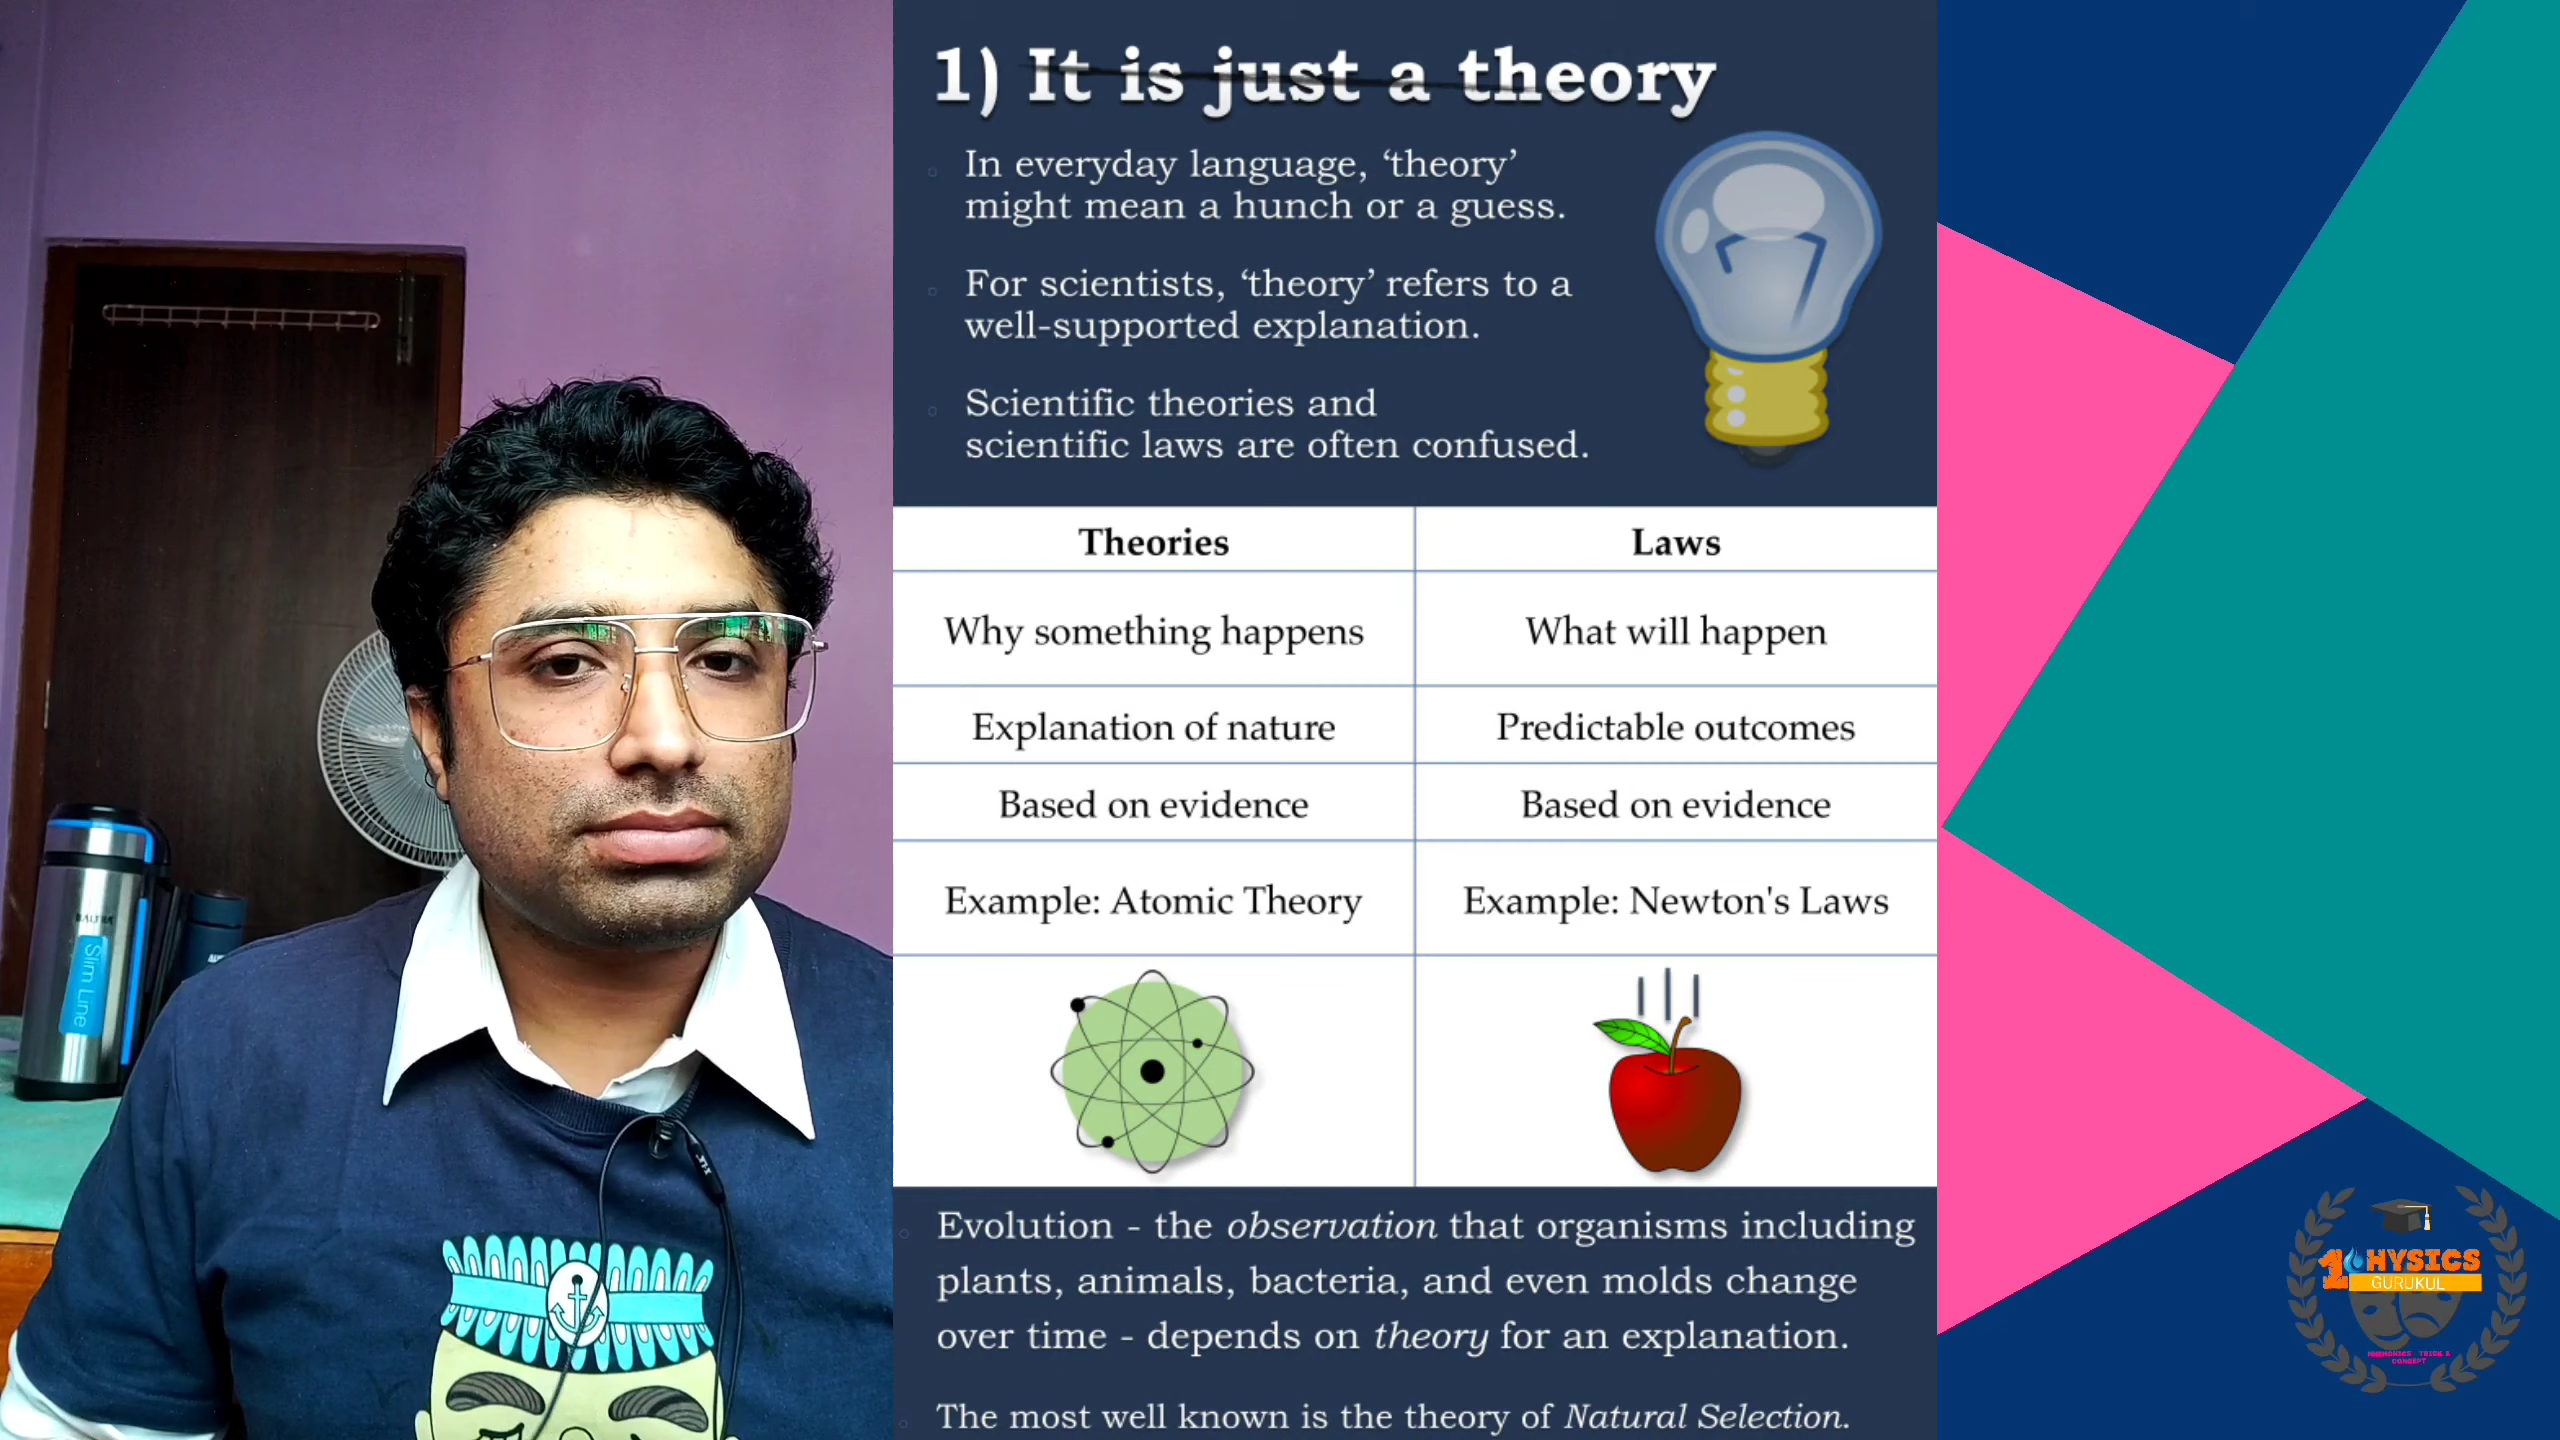 1) It is just a theory
In everyday language, ‘theory’
might mean a hunch or a guess.
For scientists, ‘theory’ refers to a
well-supported explanation.
Scientific theories and
scientific laws are often confused.
Theories
Laws
Why something happens
What will happen
Explanation of nature
Predictable outcomes
Based on evidence
Based on evidence
Example: Atomic Theory
Example: Newton's Laws
Evolution - the observation that organisms including
plants, animals, bacteria, and even molds change
over time - depends on theory for an explanation.
The most well known is the theory of Natural Selection.
Slim Line
HYSICS
GURUKUL
CONCEPT